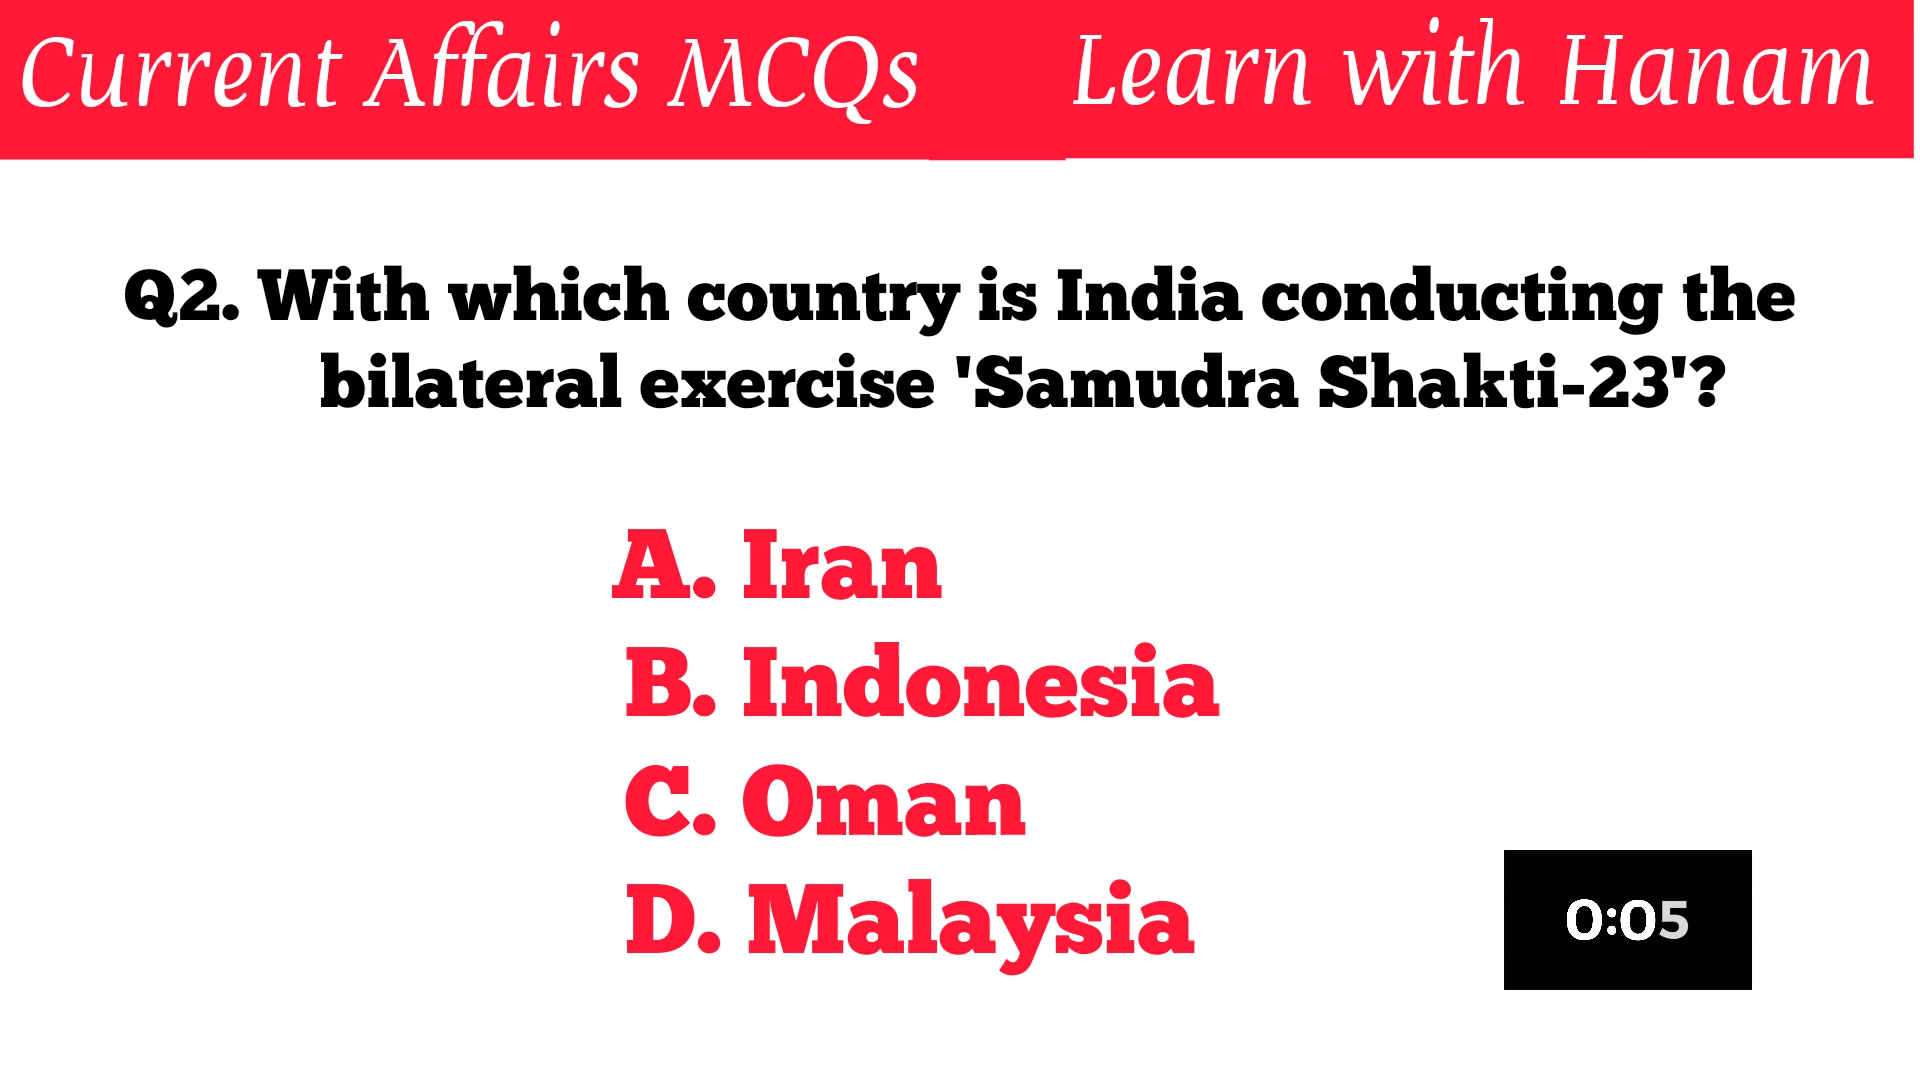 Current Affairs MCQs
Learn with Hanam
Q2. With which country is India conducting the
bilateral exercise 'Samudra Shakti-23'?
A. Iran
B. Indonesia
C. Oman
D. Malaysia
0:05